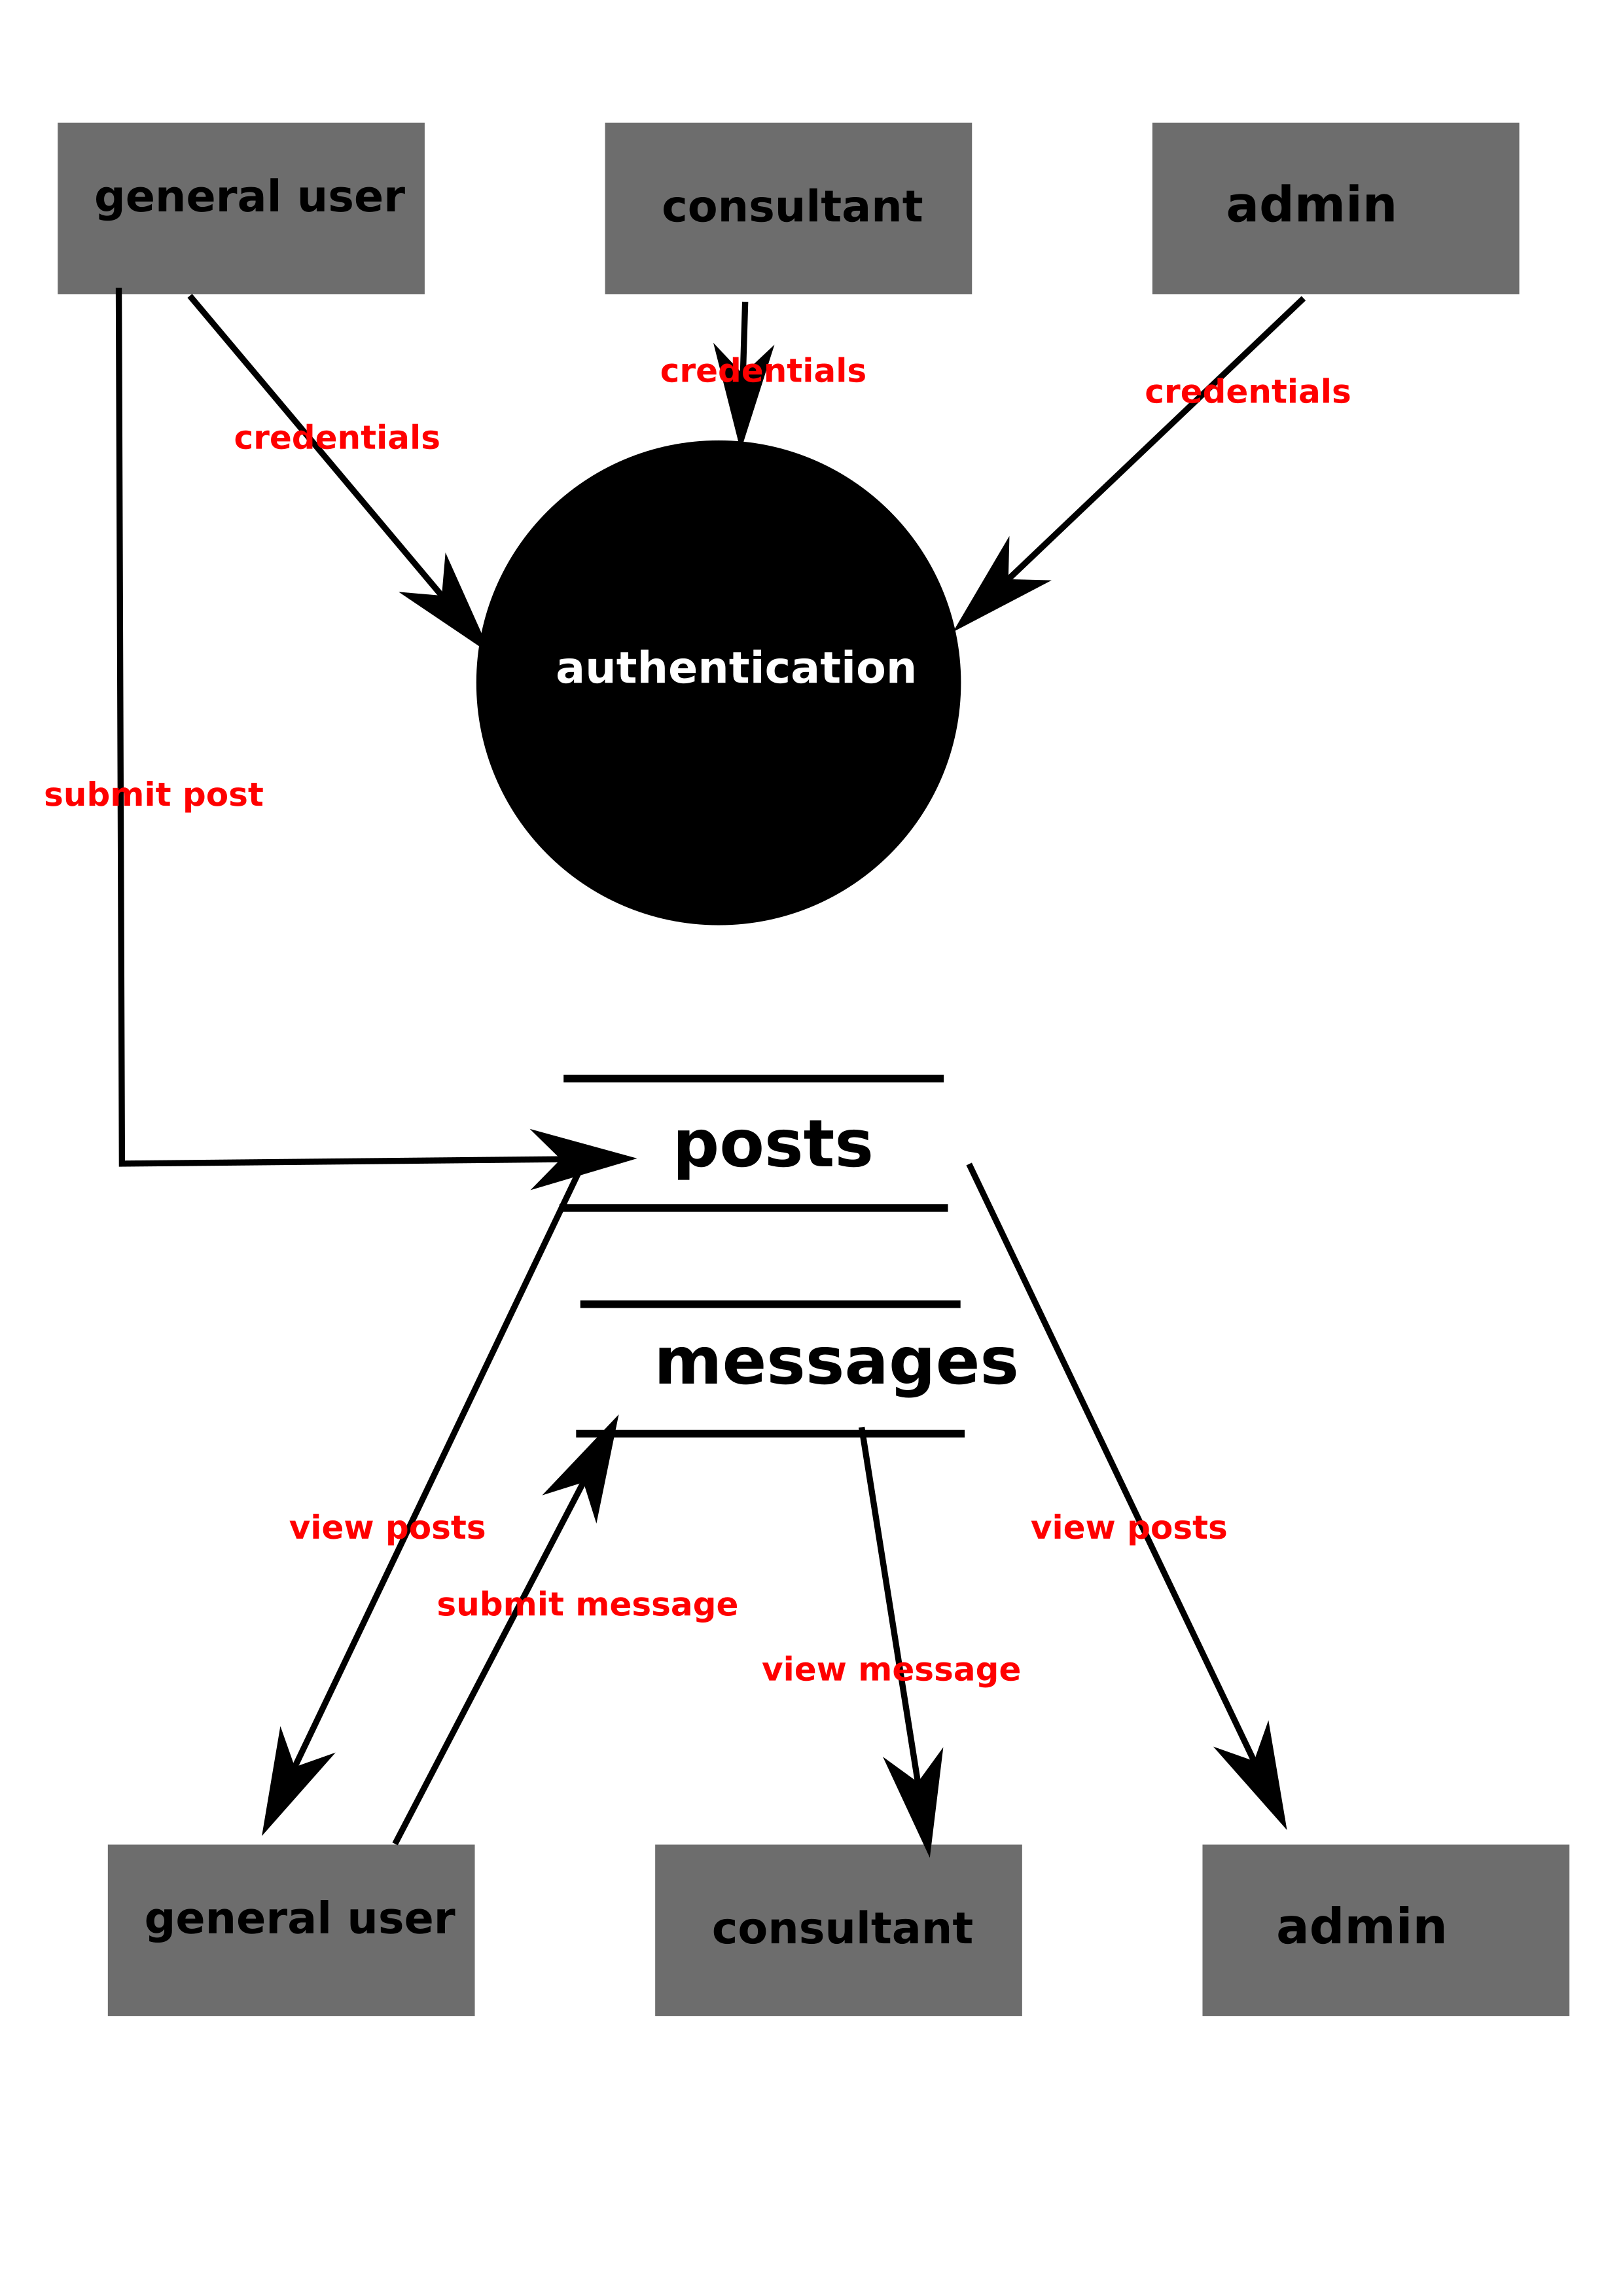 general user
consultant
admin
credentials
credentials
credentials
authentication
submit post
posts
messages
view posts
view posts
submit message
view message
general user
consultant
admin